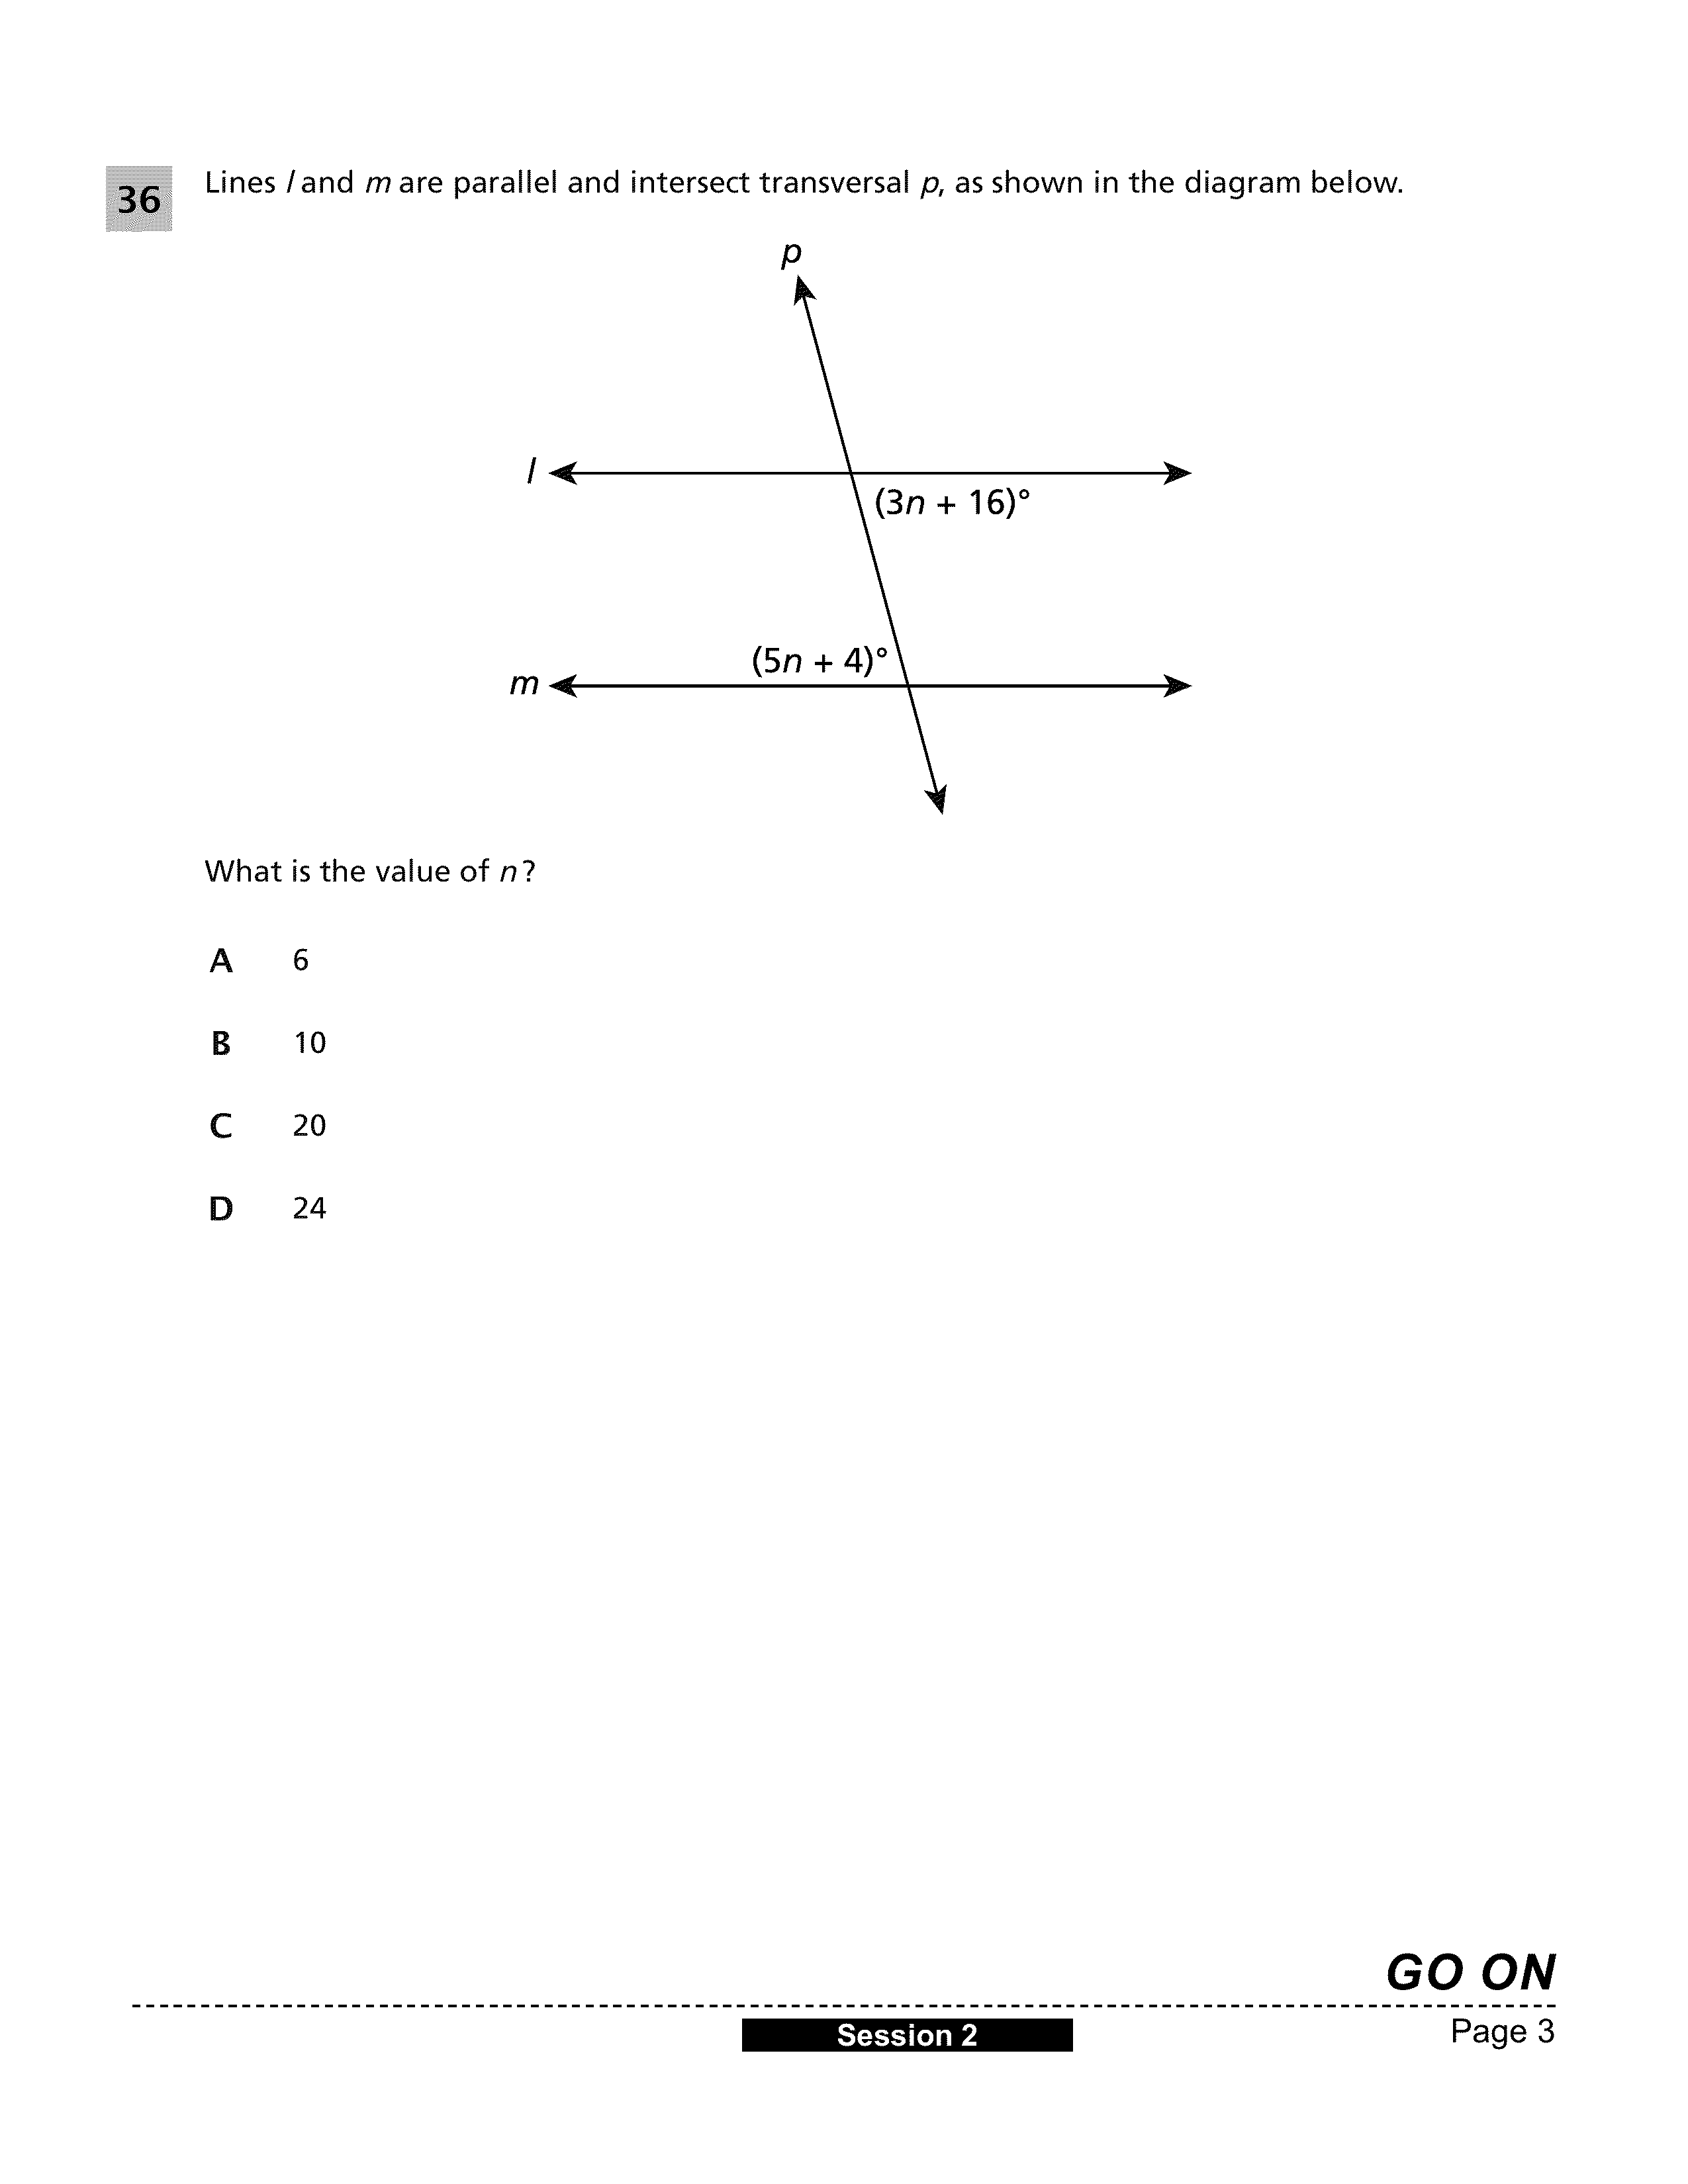 36 Lines l and m are parallel and intersect transversal p, as shown in the diagram below.
p
l
(3n + 16)°
(5n + 4)°
m
What is the value of n?
A 6
B 10
C 20
D 24
GO ON
Session 2
Page 3